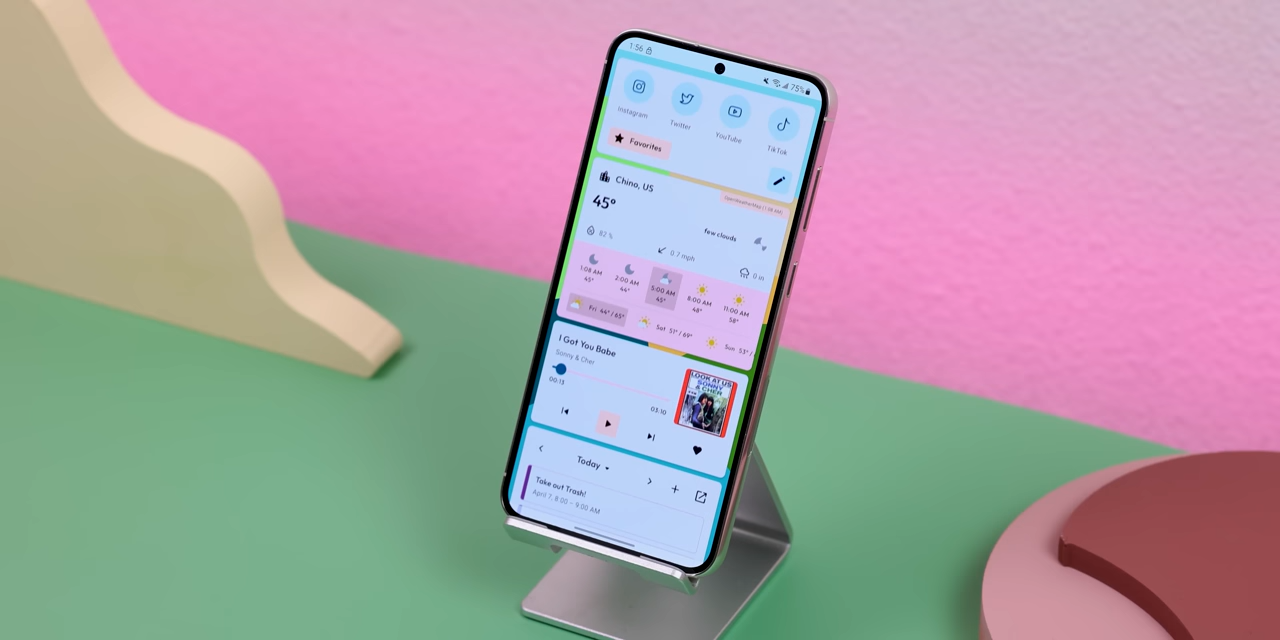 1:56
75%
Instagram
Twitter
YouTube
TikTok
Favorites
Chino, US
45°
few clouds
82 %
0.7 mph
0 in
1:08 AM
2:00 AM
5:00 AM
8:00 AM
11:00 AM
45°
44°
45°
48°
58°
Fri 44°/65°
Sat 51°/69°
Sun 53°/
I Got You Babe
Sonny & Cher
00:13
03:10
LOOK AT US
SONNY
& CHER
Today
Take out Trash!
April 7, 8:00 - 9:00 AM